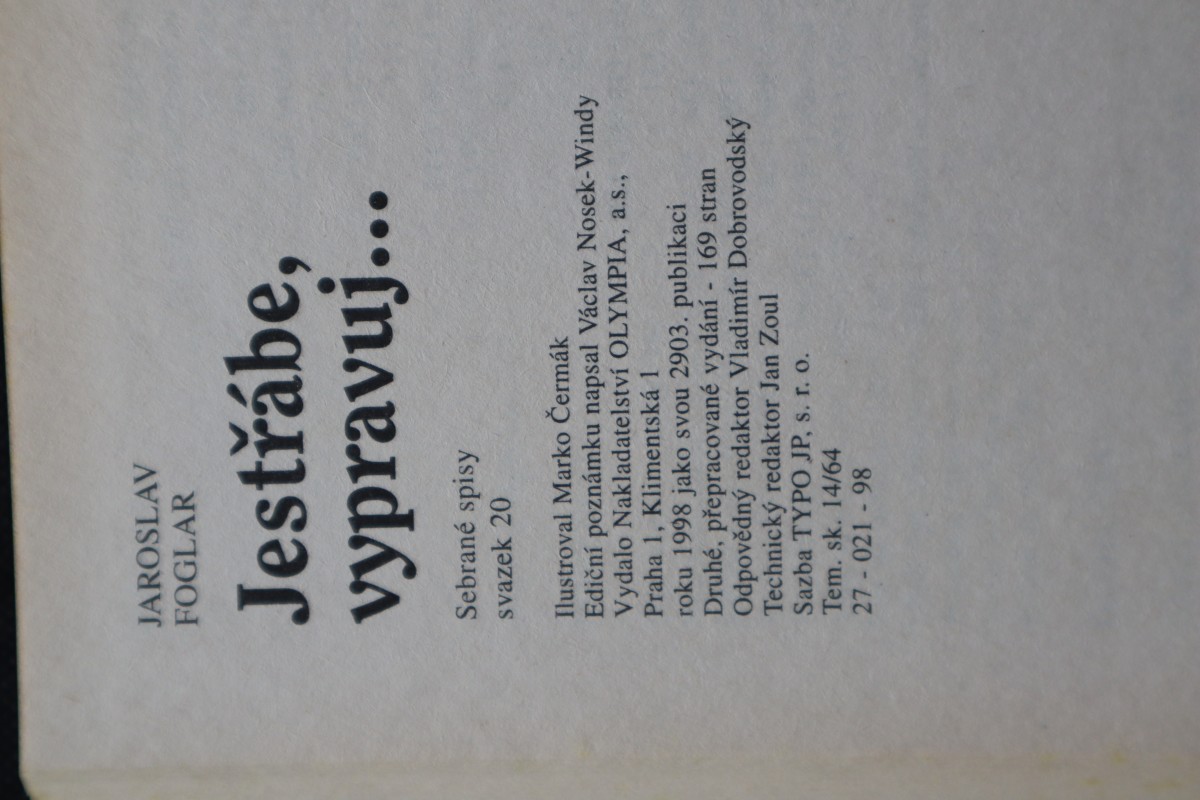 JAROSLAV
FOGLAR
Jestřábe,
vypravuj...
Sebrané spisy
svazek 20
Ilustroval Marko Čermák
Ediční poznámku napsal Václav Nosek-Windy
Vydalo Nakladatelství OLYMPIA, a.s.,
Praha 1, Klimentská 1
roku 1998 jako svou 2903. publikaci
Druhé, přepracované vydání - 169 stran
Odpovědný redaktor Vladimír Dobrovodský
Technický redaktor Jan Zoul
Sazba TYPO JP, s. r. o.
Tem. sk. 14/64
27 - 021 - 98